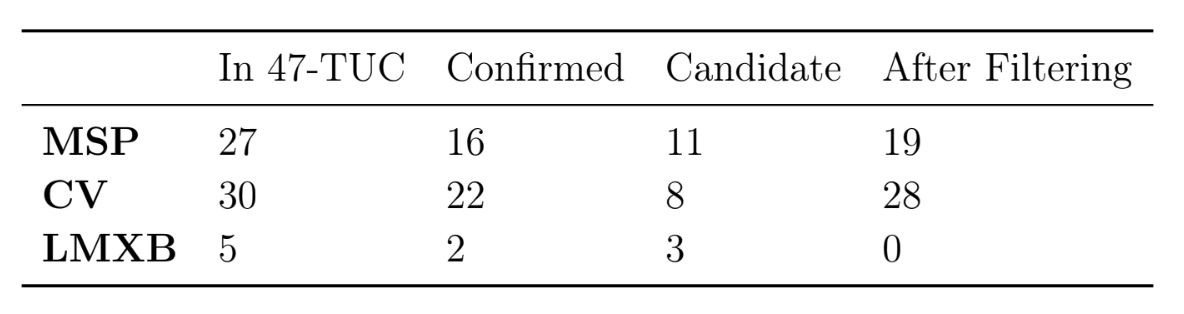 In 47-TUC Confirmed Candidate After Filtering
MSP 27 16 11 19
CV 30 22 8 28
LMXB 5 2 3 0